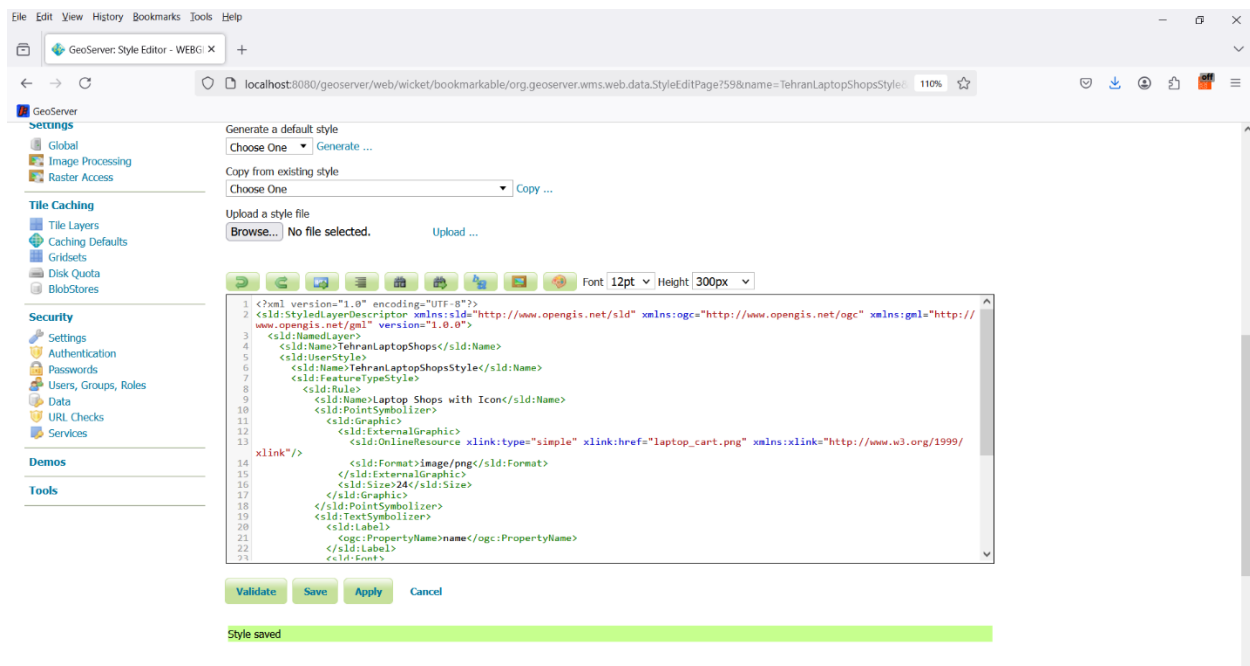 File Edit View History Bookmarks Tools Help
GeoServer: Style Editor - WEBGI
localhost:8080/geoserver/web/wicket/bookmarkable/org.geoserver.wms.web.data.StyleEditPage?59&name=TehranLaptopShopsStyle&
110%
off
GeoServer
Settings
Global
Image Processing
Raster Access
Tile Caching
Tile Layers
Caching Defaults
Gridsets
Disk Quota
BlobStores
Security
Settings
Authentication
Passwords
Users, Groups, Roles
Data
URL Checks
Services
Demos
Tools
Generate a default style
Choose One Generate ...
Copy from existing style
Choose One Copy ...
Upload a style file
Browse... No file selected. Upload ...
Font 12pt Height 300px
1 <?xml version="1.0" encoding="UTF-8"?>
2 <sld:StyledLayerDescriptor xmlns:sld="http://www.opengis.net/sld" xmlns:ogc="http://www.opengis.net/ogc" xmlns:gml="http://
www.opengis.net/gml" version="1.0.0">
3 <sld:NamedLayer>
4 <sld:Name>TehranLaptopShops</sld:Name>
5 <sld:UserStyle>
6 <sld:Name>TehranLaptopShopsStyle</sld:Name>
7 <sld:FeatureTypeStyle>
8 <sld:Rule>
9 <sld:Name>Laptop Shops with Icon</sld:Name>
10 <sld:PointSymbolizer>
11 <sld:Graphic>
12 <sld:ExternalGraphic>
13 <sld:OnlineResource xlink:type="simple" xlink:href="laptop_cart.png" xmlns:xlink="http://www.w3.org/1999/
xlink"/>
14 <sld:Format>image/png</sld:Format>
15 </sld:ExternalGraphic>
16 <sld:Size>24</sld:Size>
17 </sld:Graphic>
18 </sld:PointSymbolizer>
19 <sld:TextSymbolizer>
20 <sld:Label>
21 <ogc:PropertyName>name</ogc:PropertyName>
22 </sld:Label>
23 <sld:Font>
Validate Save Apply Cancel
Style saved